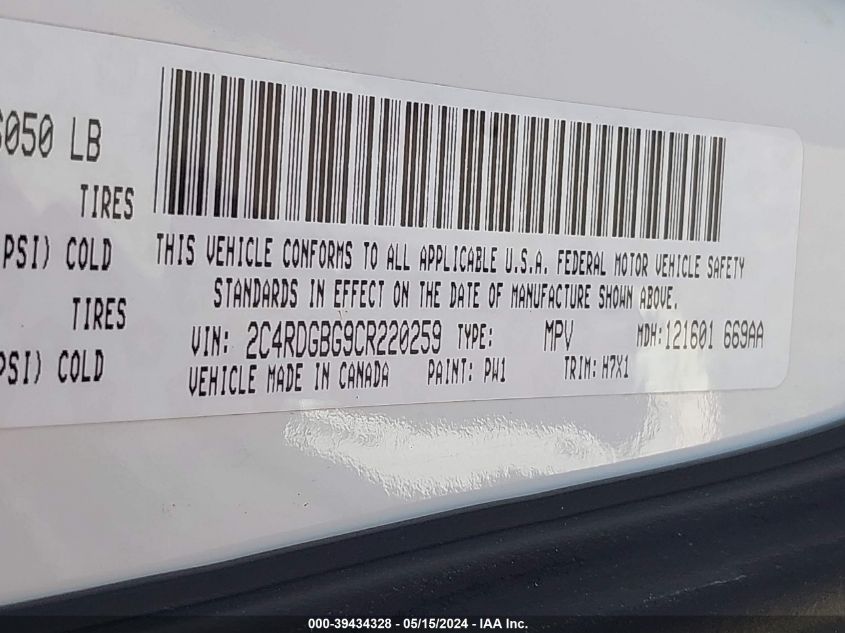 6050 LB
TIRES
PSI) COLD
TIRES
PSI) COLD
THIS VEHICLE CONFORMS TO ALL APPLICABLE U.S.A. FEDERAL MOTOR VEHICLE SAFETY
STANDARDS IN EFFECT ON THE DATE OF MANUFACTURE SHOWN ABOVE.
VIN: 2C4RDGBG9CR220259 TYPE: MPV MDH:121601 669AA
VEHICLE MADE IN CANADA PAINT: PW1 TRIM: H7X1
000-39434328 - 05/15/2024 - IAA Inc.